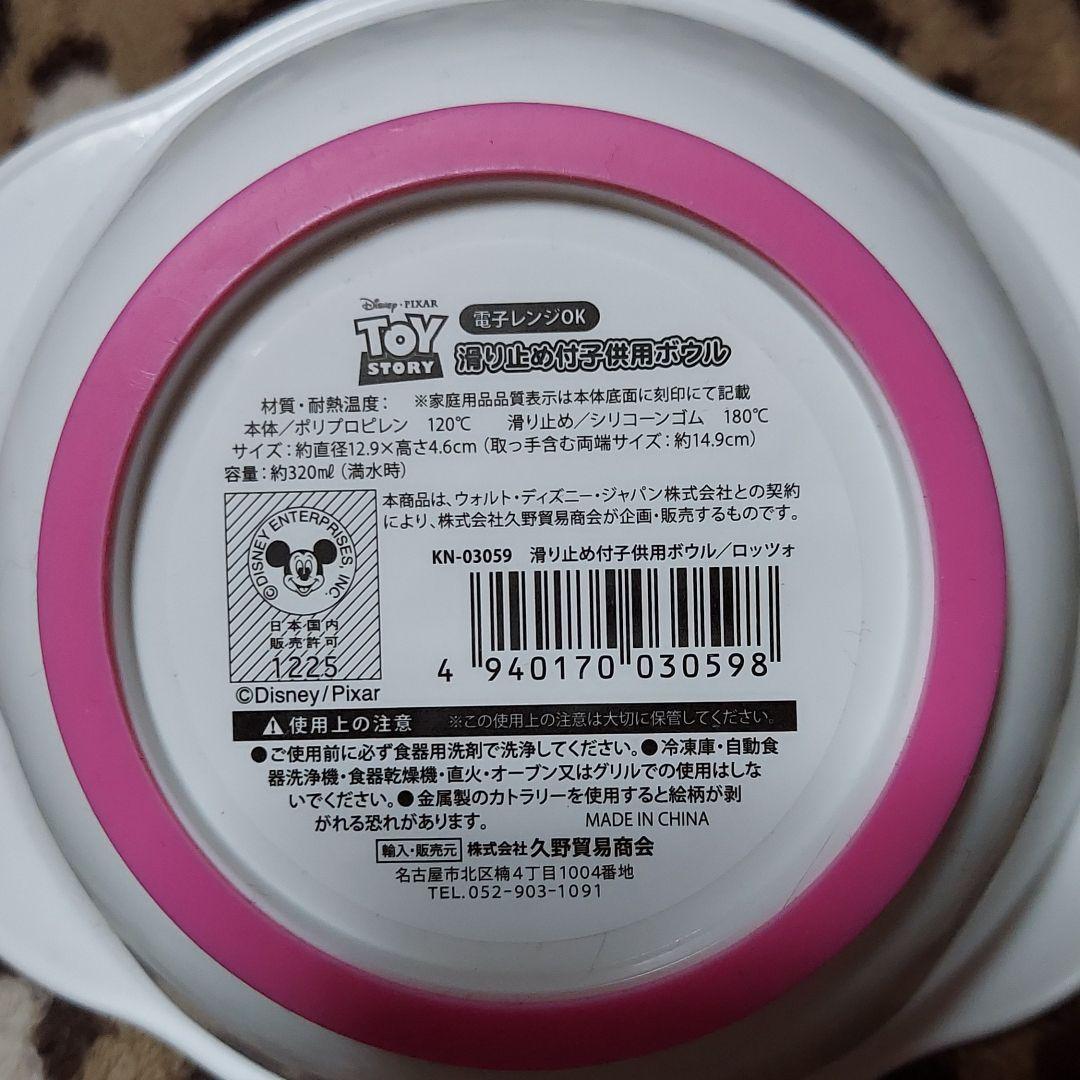 Disney・PIXAR
TOY STORY
電子レンジOK
滑り止め付子供用ボウル
材質・耐熱温度： ※家庭用品品質表示は本体底面に刻印にて記載
本体／ポリプロピレン 120℃ 滑り止め／シリコーンゴム 180℃
サイズ：約直径12.9×高さ4.6cm（取っ手含む両端サイズ：約14.9cm）
容量：約320㎖（満水時）
本商品は、ウォルト・ディズニー・ジャパン株式会社との契約
により、株式会社久野貿易商会が企画・販売するものです。
©DISNEY ENTERPRISES, INC.
日本国内
販売許可
1225
©Disney/Pixar
KN-03059 滑り止め付子供用ボウル／ロッツォ
4 940170 030598
⚠使用上の注意 ※この使用上の注意は大切に保管してください。
●ご使用前に必ず食器用洗剤で洗浄してください。●冷凍庫・自動食
器洗浄機・食器乾燥機・直火・オーブン又はグリルでの使用はしな
いでください。●金属製のカトラリーを使用すると絵柄が剥
がれる恐れがあります。 MADE IN CHINA
輸入・販売元 株式会社久野貿易商会
名古屋市北区楠4丁目1004番地
TEL.052-903-1091